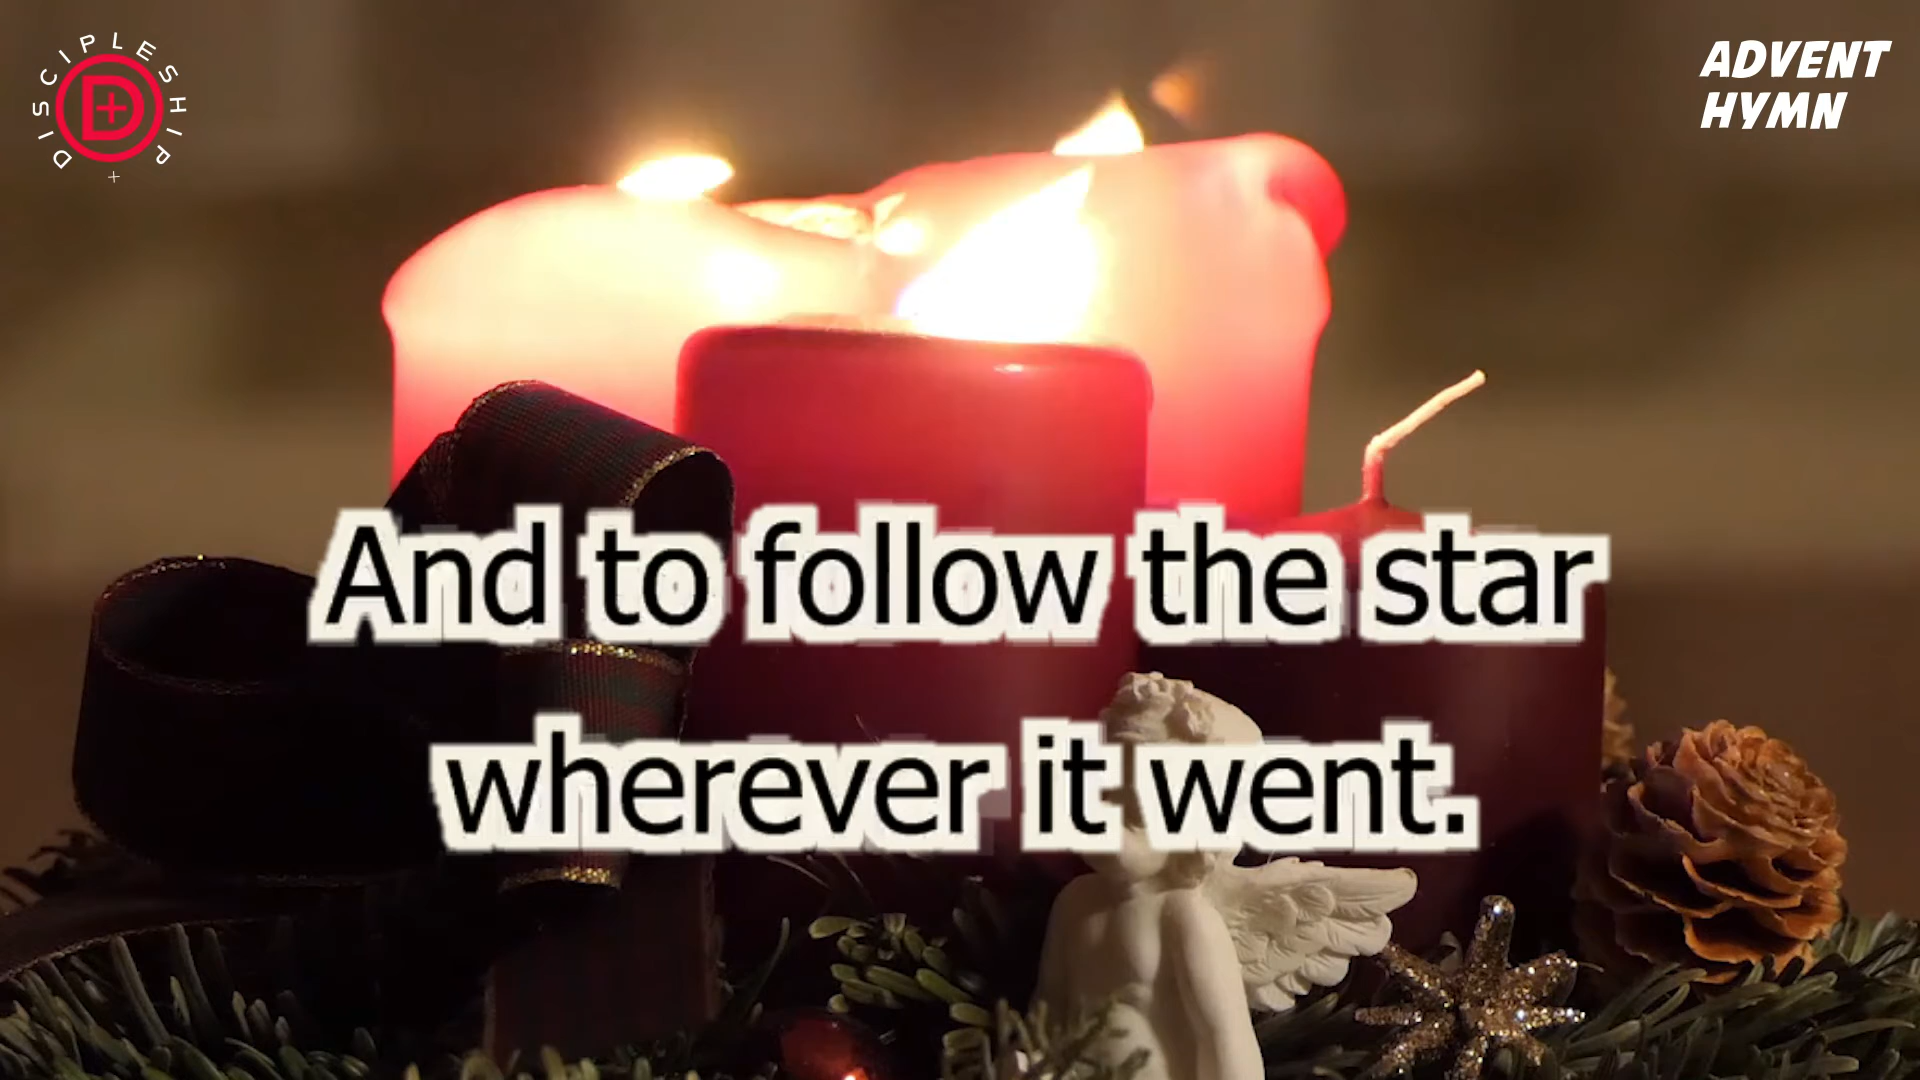 DISCIPLESHIP
D+
ADVENT
HYMN
And to follow the star
wherever it went.